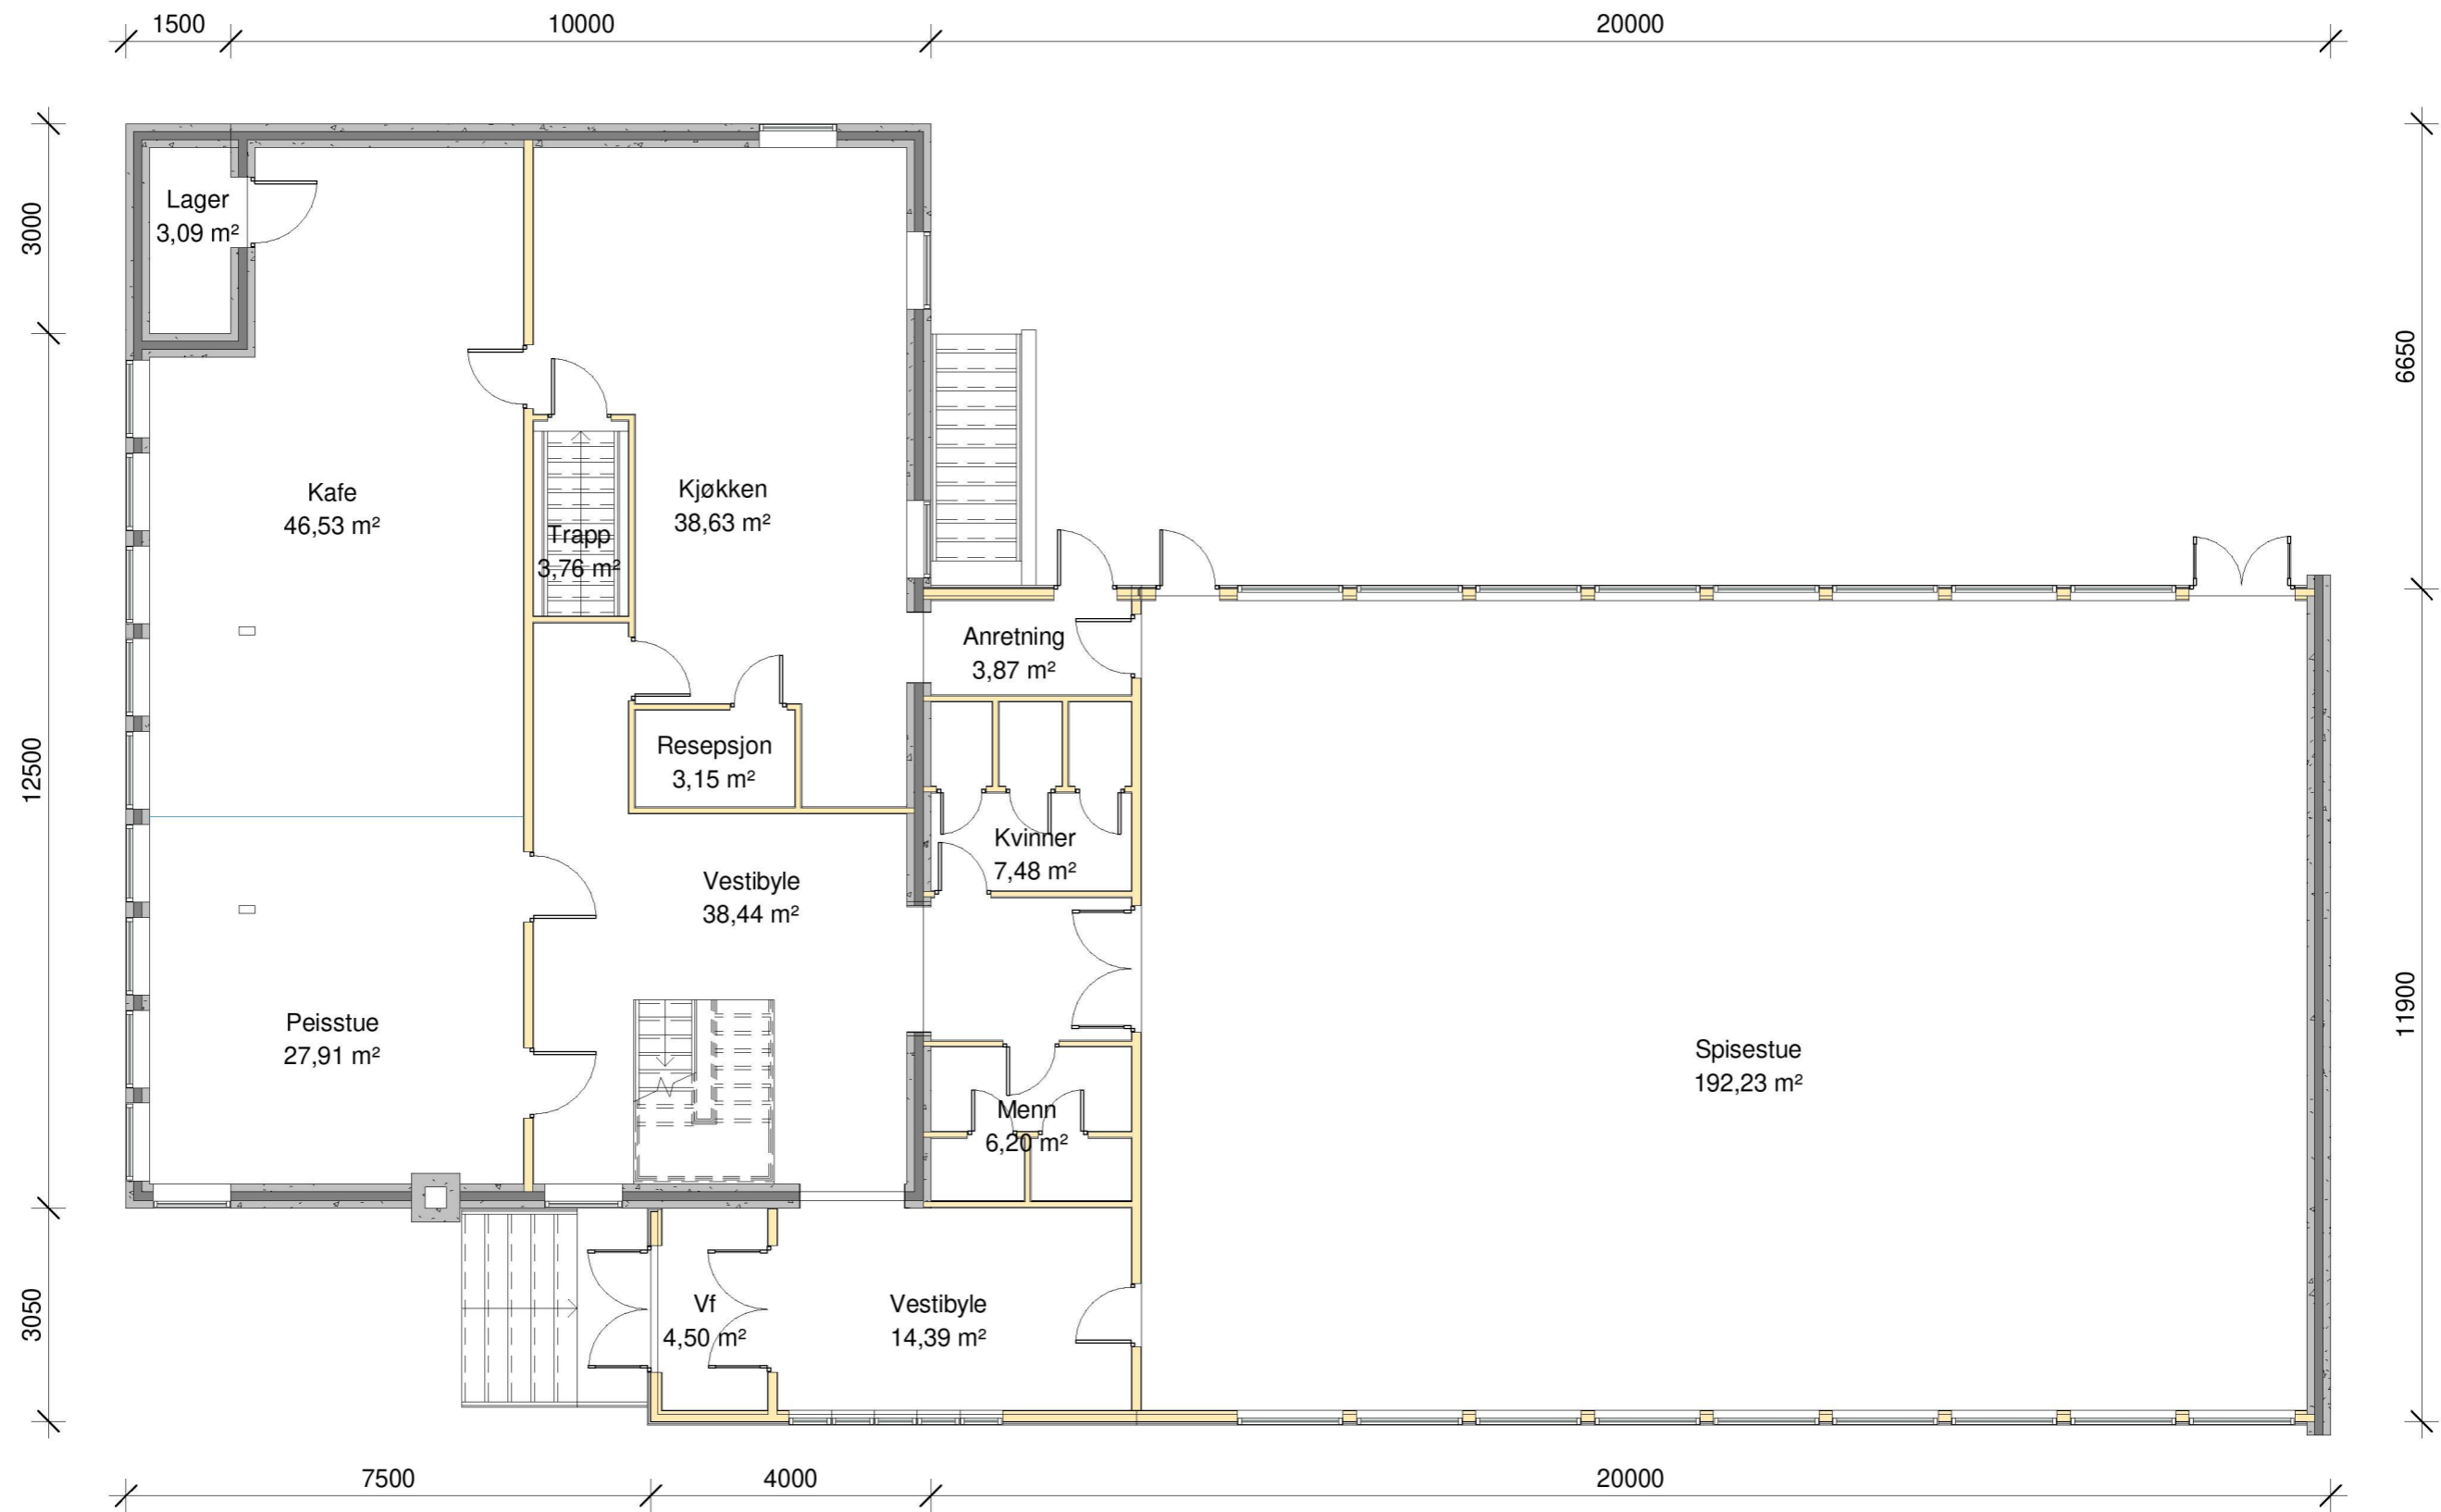 1500
10000
20000
3000
12500
3050
6650
11900
Lager
3,09 m²
Kafe
46,53 m²
Kjøkken
38,63 m²
Trapp
3,76 m²
Anretning
3,87 m²
Resepsjon
3,15 m²
Kvinner
7,48 m²
Vestibyle
38,44 m²
Peisstue
27,91 m²
Spisestue
192,23 m²
Menn
6,20 m²
Vf
4,50 m²
Vestibyle
14,39 m²
7500
4000
20000